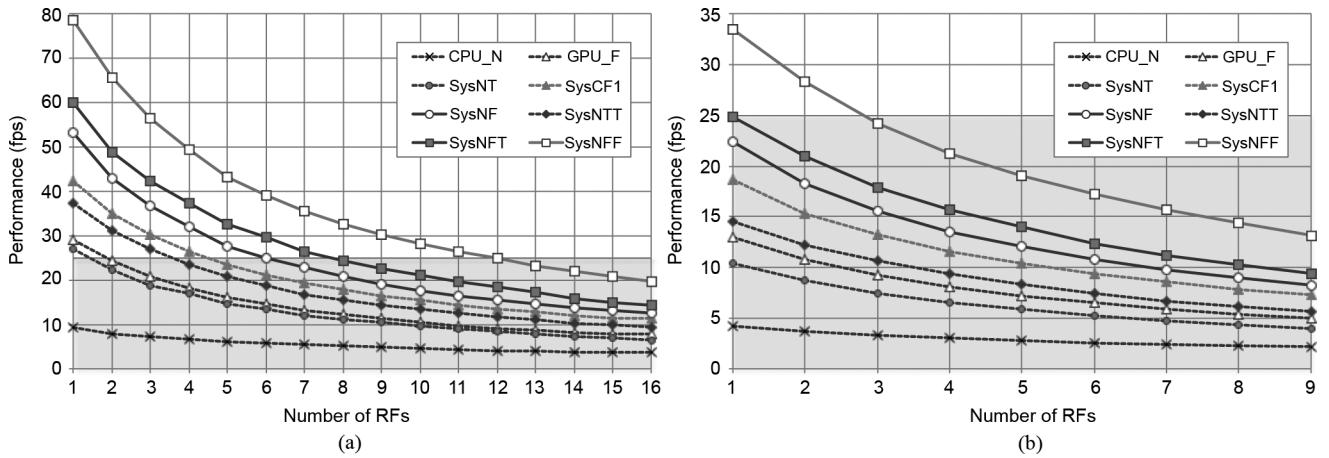 80
70
60
50
40
30
20
10
0
Performance (fps)
CPU_N GPU_F
SysNT SysCF1
SysNF SysNTT
SysNFT SysNFF
1 2 3 4 5 6 7 8 9 10 11 12 13 14 15 16
Number of RFs
(a)
35
30
25
20
15
10
5
0
Performance (fps)
CPU_N GPU_F
SysNT SysCF1
SysNF SysNTT
SysNFT SysNFF
1 2 3 4 5 6 7 8 9
Number of RFs
(b)